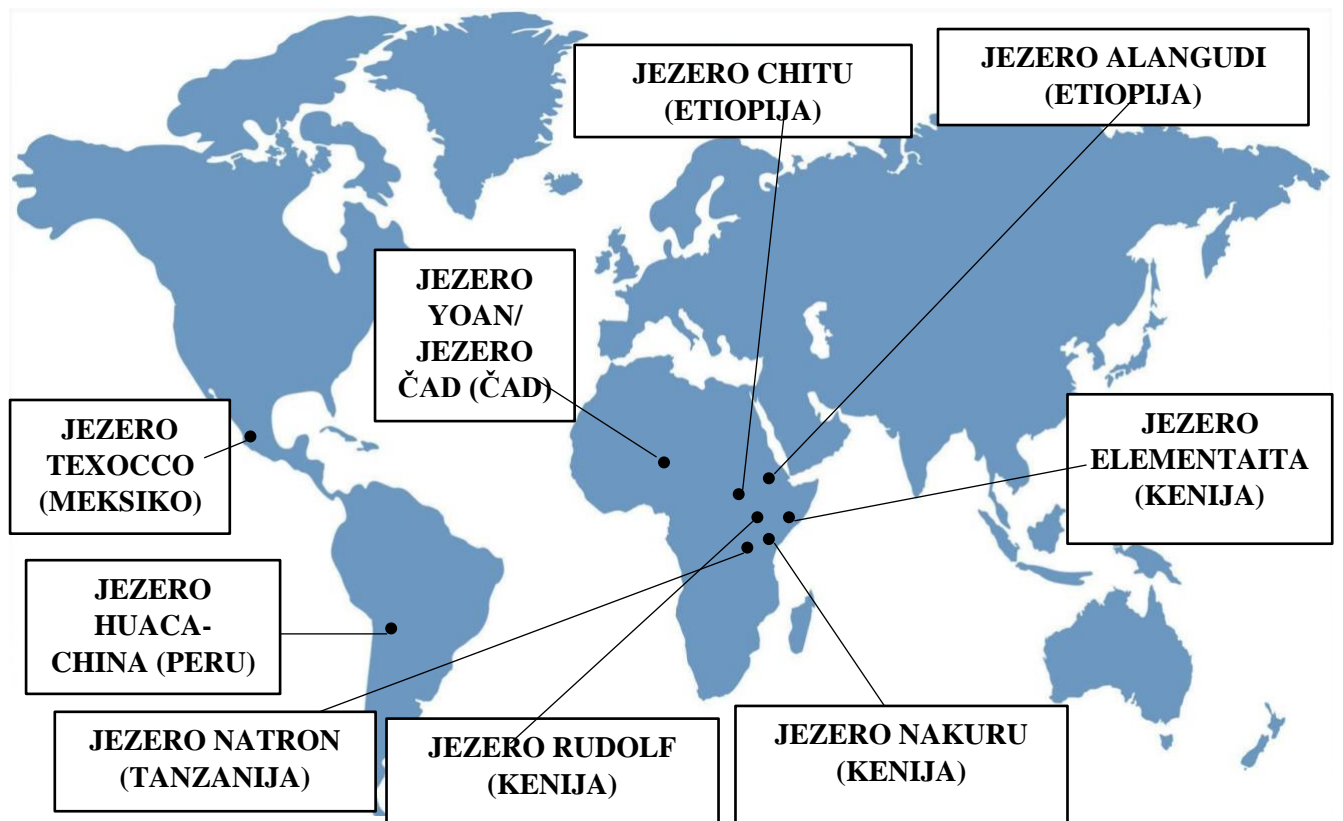 JEZERO CHITU
(ETIOPIJA)
JEZERO ALANGUDI
(ETIOPIJA)
JEZERO
YOAN/
JEZERO
ČAD (ČAD)
JEZERO
TEXOCCO
(MEKSIKO)
JEZERO
ELEMENTAITA
(KENIJA)
JEZERO
HUACA-
CHINA (PERU)
JEZERO NATRON
(TANZANIJA)
JEZERO RUDOLF
(KENIJA)
JEZERO NAKURU
(KENIJA)